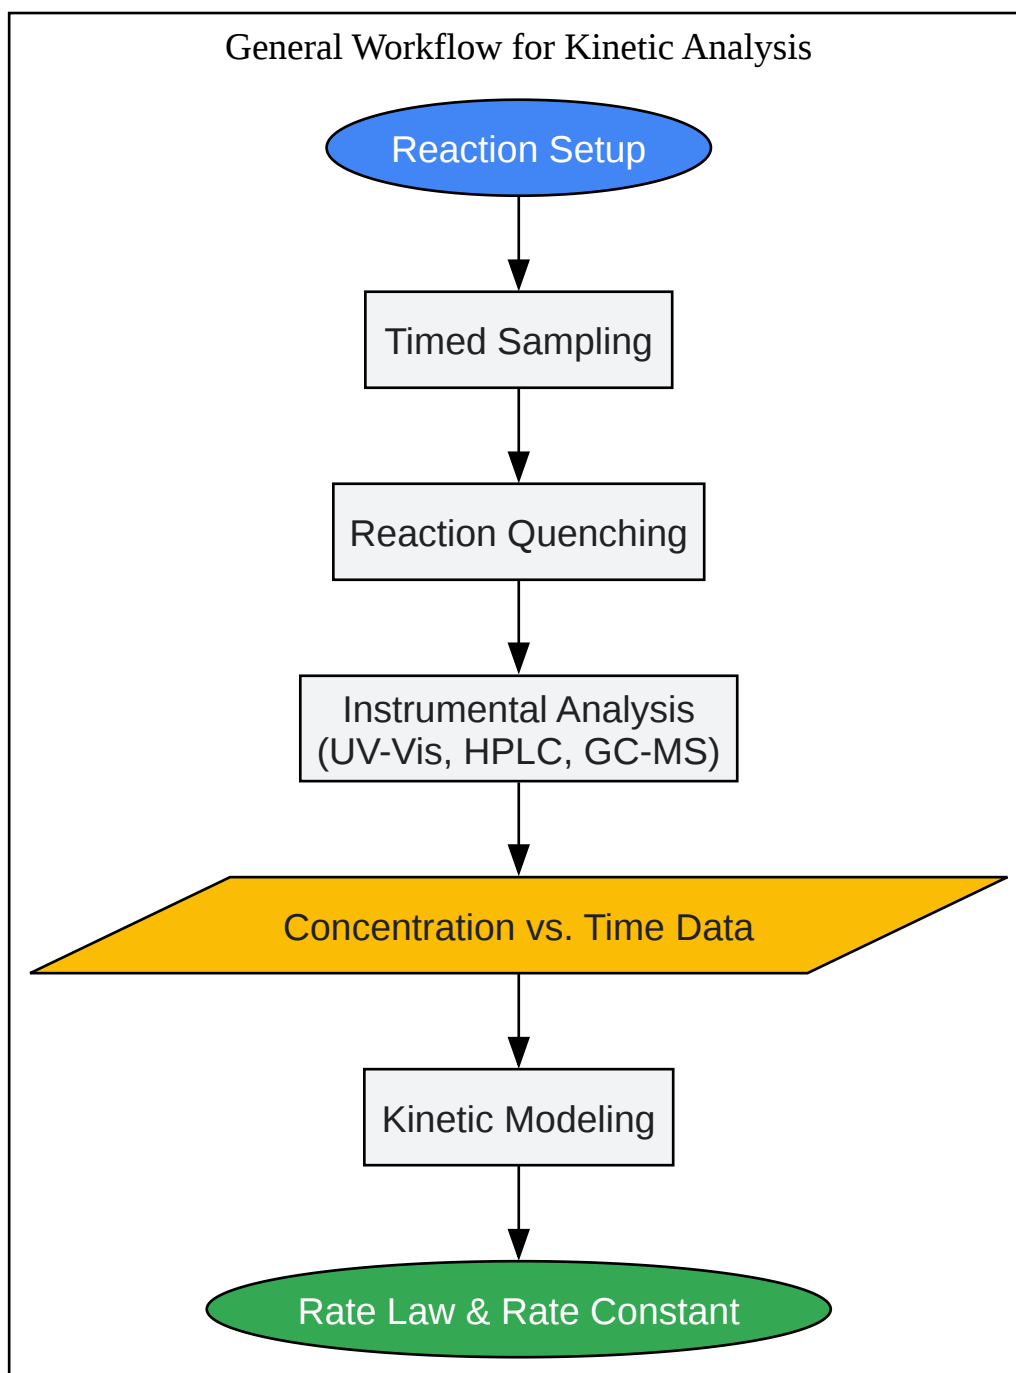 General Workflow for Kinetic Analysis
Reaction Setup
Timed Sampling
Reaction Quenching
Instrumental Analysis
(UV-Vis, HPLC, GC-MS)
Concentration vs. Time Data
Kinetic Modeling
Rate Law & Rate Constant